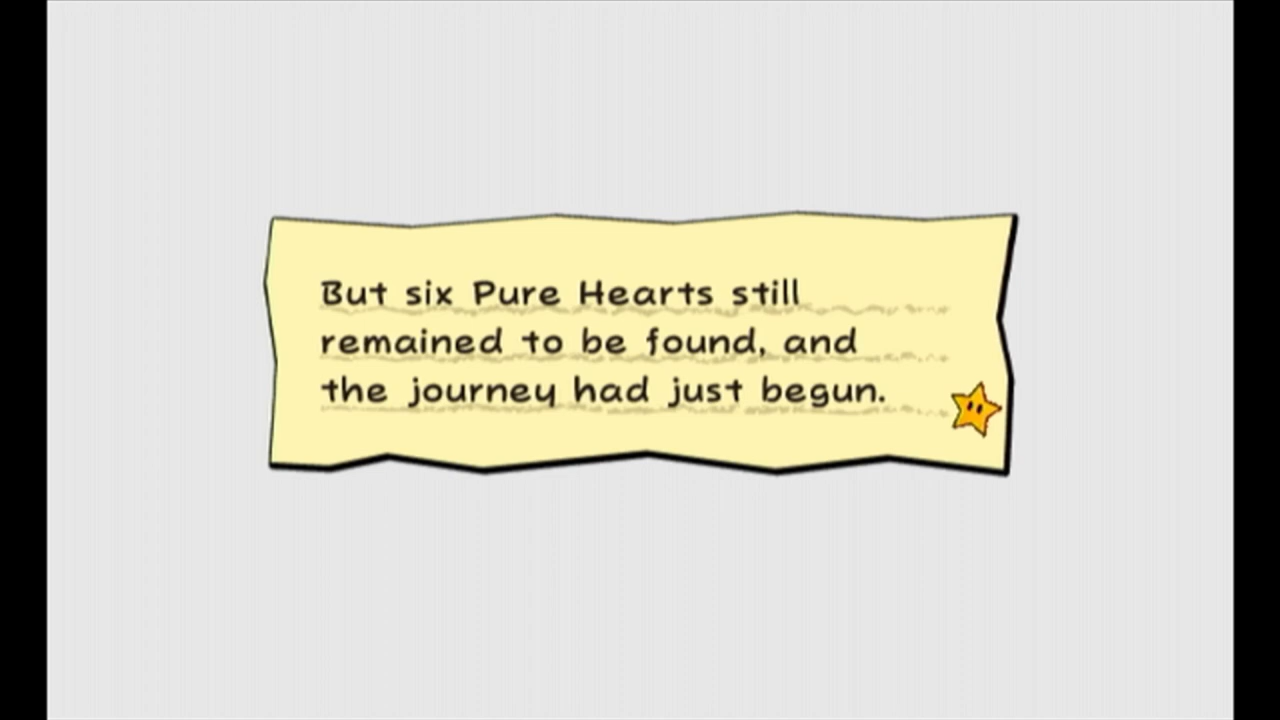 But six Pure Hearts still
remained to be found, and
the journey had just begun.